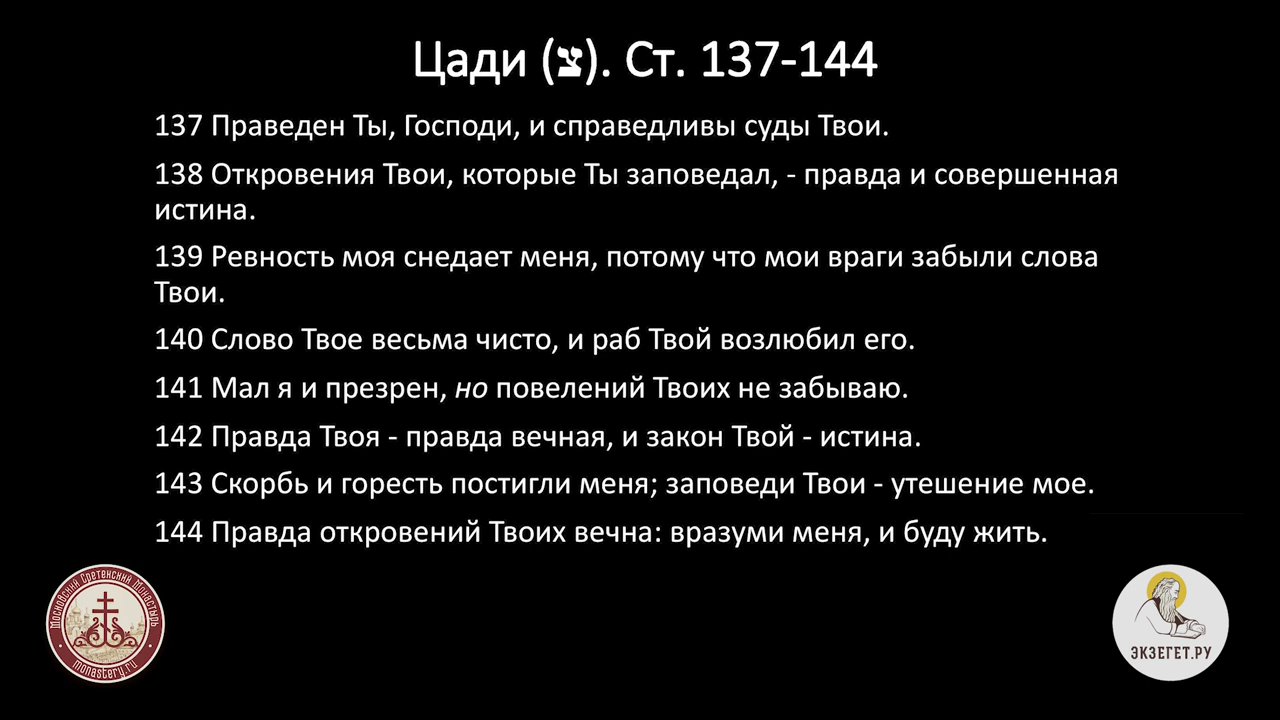 Цади (צ). Ст. 137-144
137 Праведен Ты, Господи, и справедливы суды Твои.
138 Откровения Твои, которые Ты заповедал, - правда и совершенная
истина.
139 Ревность моя снедает меня, потому что мои враги забыли слова
Твои.
140 Слово Твое весьма чисто, и раб Твой возлюбил его.
141 Мал я и презрен, но повелений Твоих не забываю.
142 Правда Твоя - правда вечная, и закон Твой - истина.
143 Скорбь и горесть постигли меня; заповеди Твои - утешение мое.
144 Правда откровений Твоих вечна: вразуми меня, и буду жить.
Московский Сретенский Монастырь
monastery.ru
ЭКЗЕГЕТ.РУ